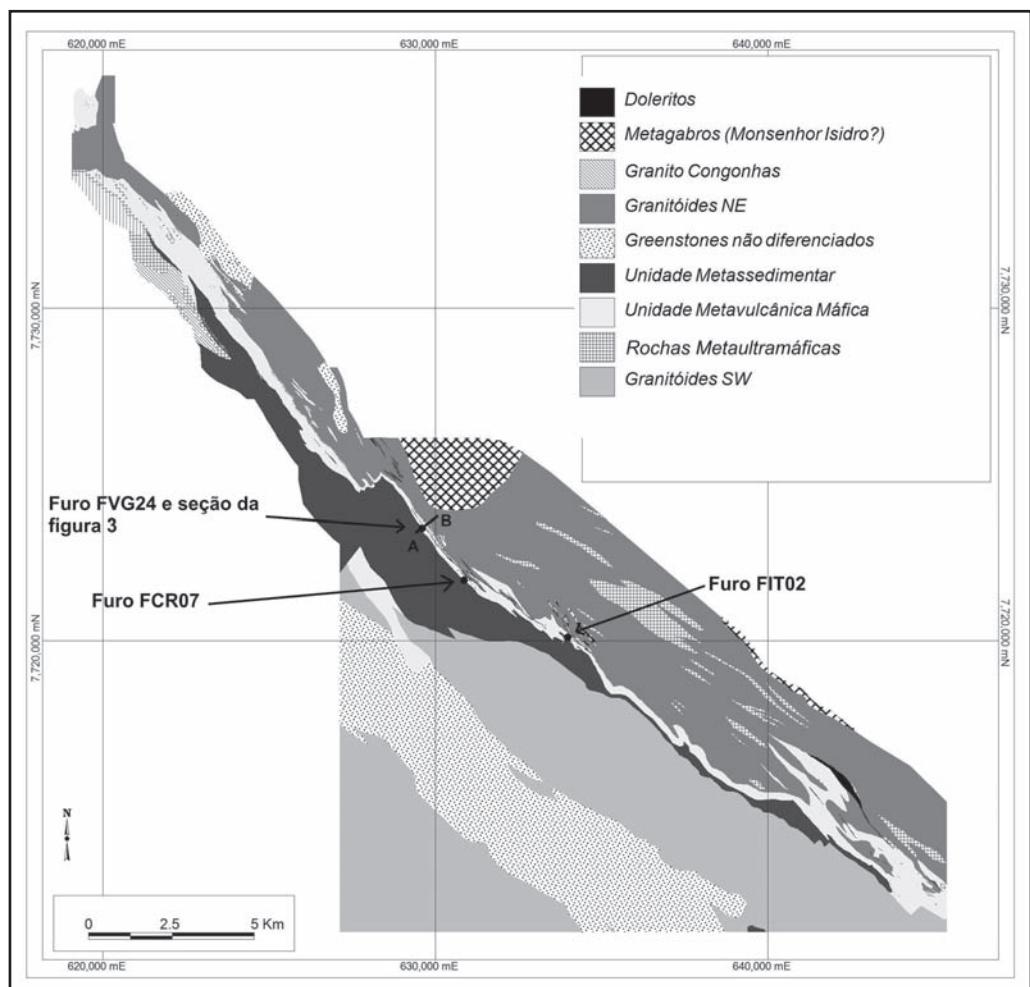 620,000 mE
630,000 mE
640,000 mE
Doleritos
Metagabros (Monsenhor Isidro?)
Granito Congonhas
Granitóides NE
Greenstones não diferenciados
Unidade Metassedimentar
Unidade Metavulcânica Máfica
Rochas Metaultramáficas
Granitóides SW
7,730,000 mN
7,730,000 mN
Furo FVG24 e seção da
figura 3
B
A
Furo FCR07
Furo FIT02
7,720,000 mN
7,720,000 mN
N
0 2.5 5 Km
620,000 mE
630,000 mE
640,000 mE